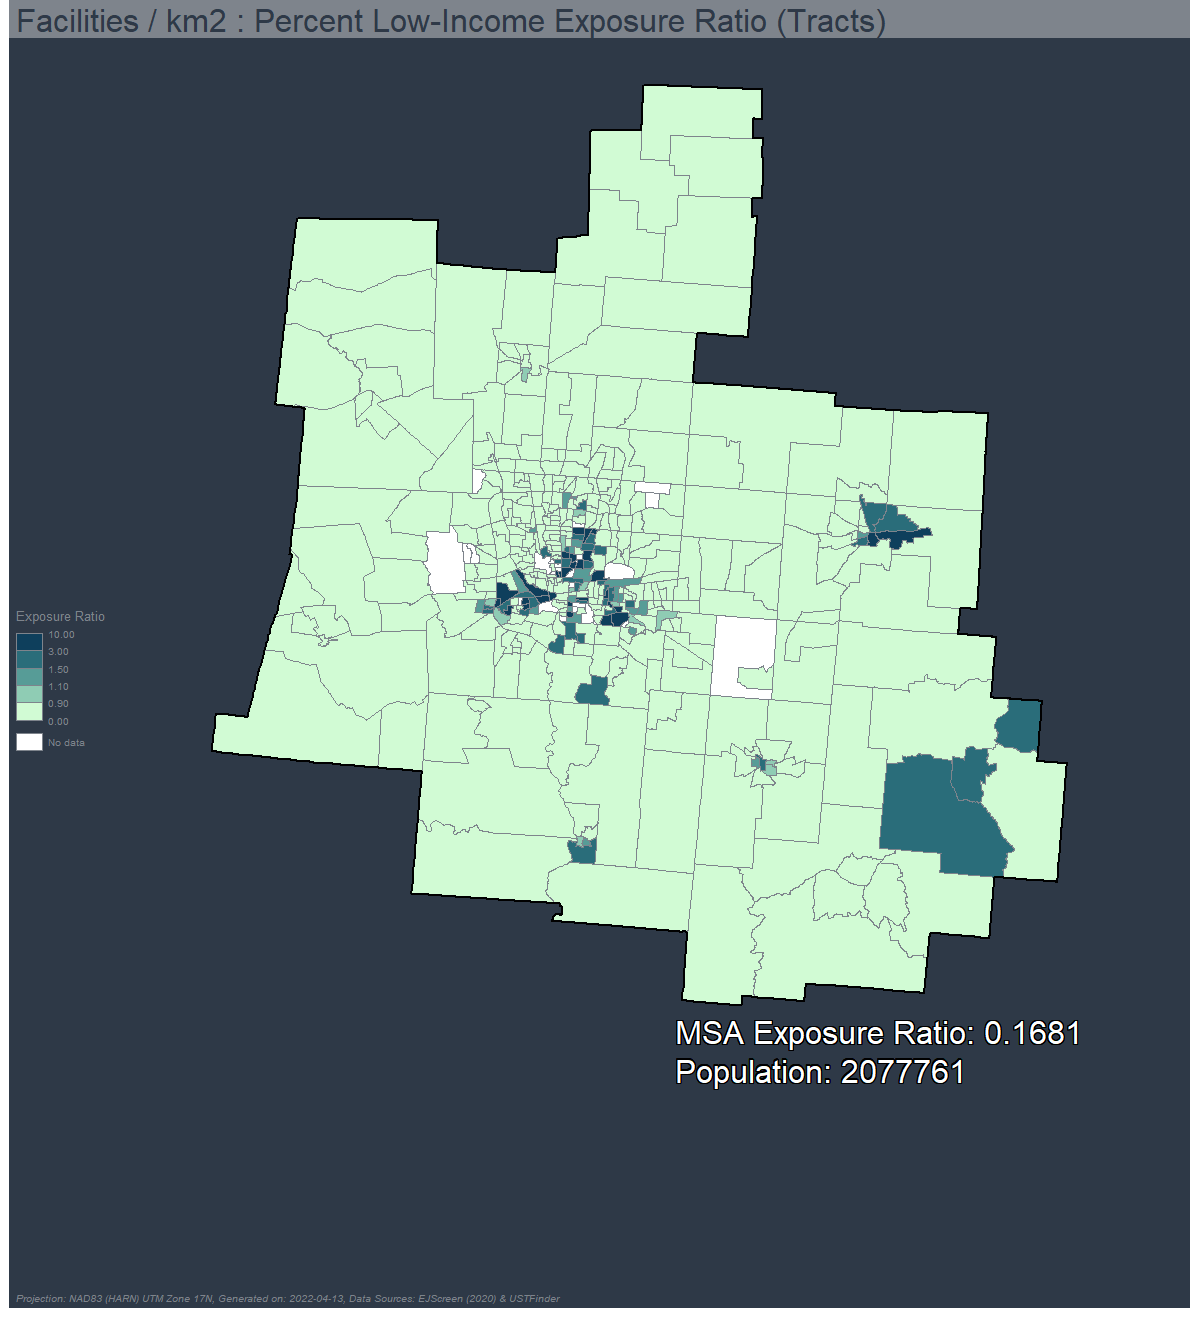 Facilities / km2 : Percent Low-Income Exposure Ratio (Tracts)
Exposure Ratio
10.00
3.00
1.50
1.10
0.90
0.00
No data
MSA Exposure Ratio: 0.1681
Population: 2077761
Projection: NAD83 (HARN) UTM Zone 17N, Generated on: 2022-04-13, Data Sources: EJScreen (2020) & USTFinder